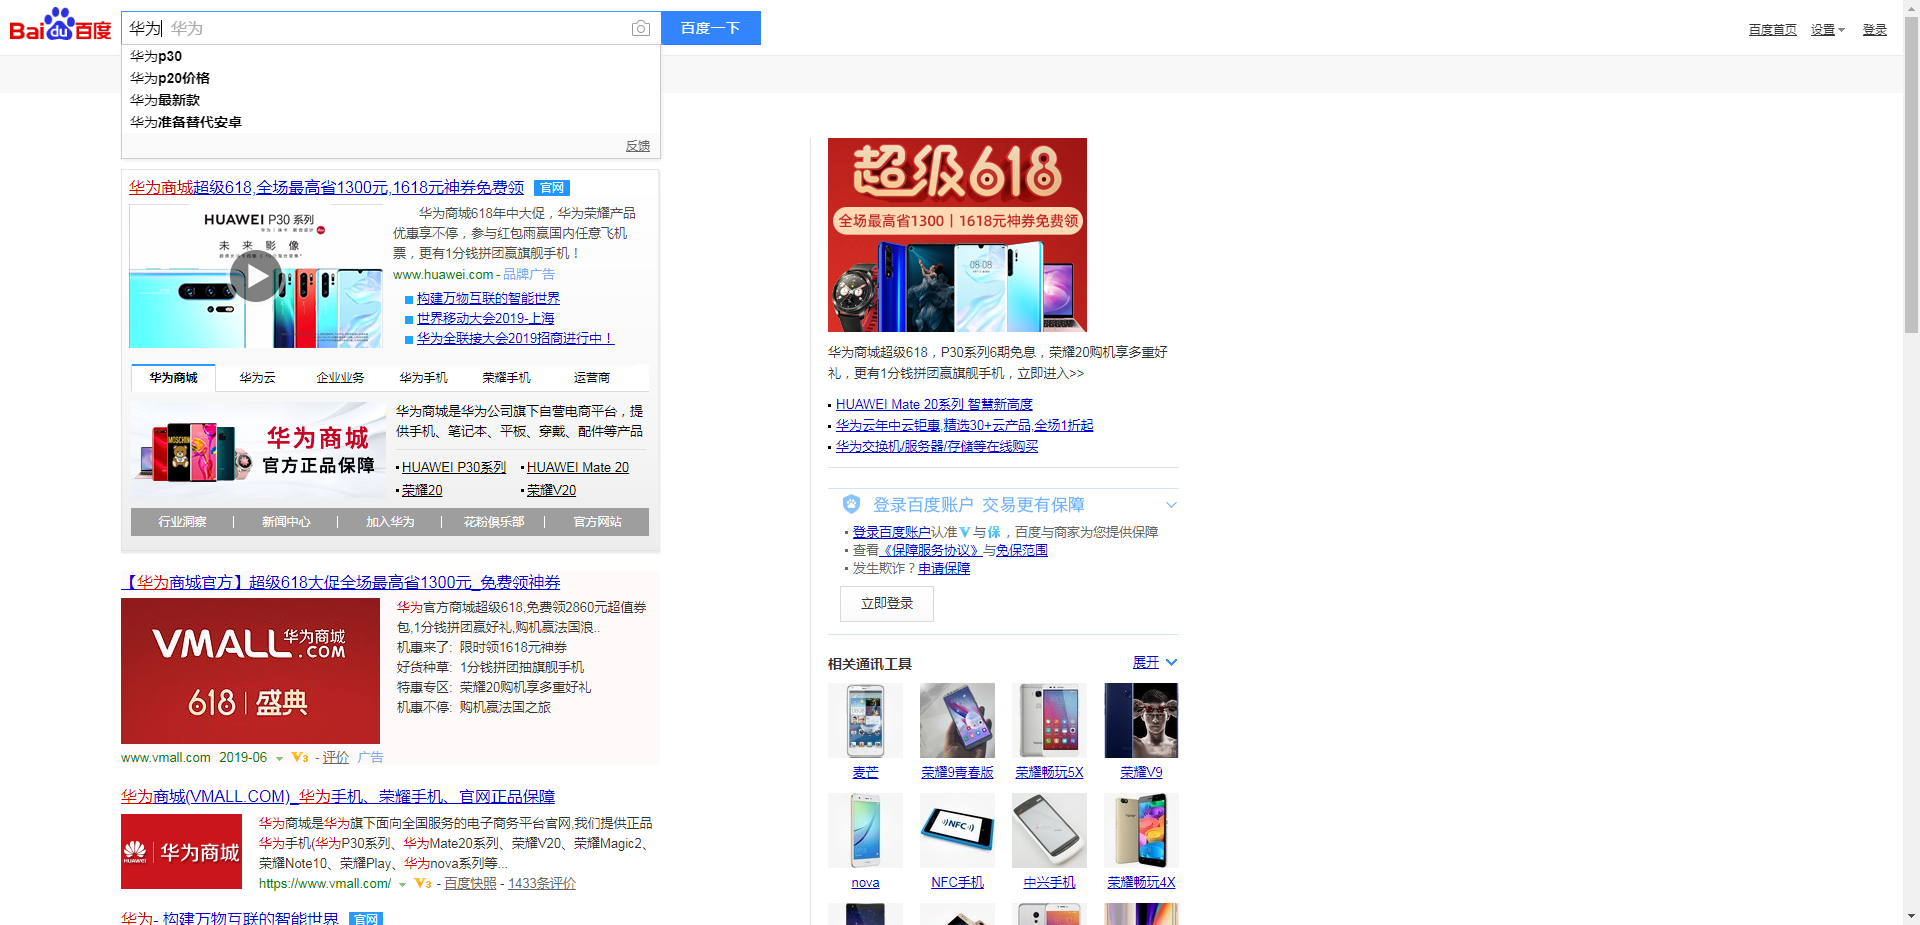 Baidu百度
华为 华为
百度一下
百度首页 设置 登录
华为p30
华为p20价格
华为最新款
华为准备替代安卓
反馈
华为商城超级618,全场最高省1300元,1618元神券免费领 官网
HUAWEI P30 系列
未来影像
华为商城618年中大促，华为荣耀产品
优惠享不停，参与红包雨赢国内任意飞机
票，更有1分钱拼团赢旗舰手机！
www.huawei.com - 品牌广告
构建万物互联的智能世界
世界移动大会2019-上海
华为全联接大会2019招商进行中！
华为商城 华为云 企业业务 华为手机 荣耀手机 运营商
华为商城
官方正品保障
华为商城是华为公司旗下自营电商平台，提
供手机、笔记本、平板、穿戴、配件等产品
HUAWEI P30系列 HUAWEI Mate 20
荣耀20 荣耀V20
行业洞察 | 新闻中心 | 加入华为 | 花粉俱乐部 | 官方网站
【华为商城官方】超级618大促全场最高省1300元_免费领神券
VMALL华为商城
.COM
618 | 盛典
华为官方商城超级618,免费领2860元超值券
包,1分钱拼团赢好礼,购机赢法国浪..
机惠来了: 限时领1618元神券
好货种草: 1分钱拼团抽旗舰手机
特惠专区: 荣耀20购机享多重好礼
机惠不停: 购机赢法国之旅
www.vmall.com 2019-06 V3 - 评价 广告
华为商城(VMALL.COM)_华为手机、荣耀手机、官网正品保障
HUAWEI | 华为商城
华为商城是华为旗下面向全国服务的电子商务平台官网,我们提供正品
华为手机(华为P30系列、华为Mate20系列、荣耀V20、荣耀Magic2、
荣耀Note10、荣耀Play、华为nova系列等...
https://www.vmall.com/ V3 - 百度快照 - 1433条评价
华为- 构建万物互联的智能世界 官网
超级618
全场最高省1300 | 1618元神券免费领
08:08
华为商城超级618，P30系列6期免息，荣耀20购机享多重好
礼，更有1分钱拼团赢旗舰手机，立即进入>>
HUAWEI Mate 20系列 智慧新高度
华为云年中云钜惠,精选30+云产品,全场1折起
华为交换机/服务器/存储等在线购买
登录百度账户 交易更有保障
登录百度账户认准V与保，百度与商家为您提供保障
查看《保障服务协议》与免保范围
发生欺诈？申请保障
立即登录
相关通讯工具 展开
麦芒 荣耀9青春版 荣耀畅玩5X 荣耀V9
NFC
nova NFC手机 中兴手机 荣耀畅玩4X